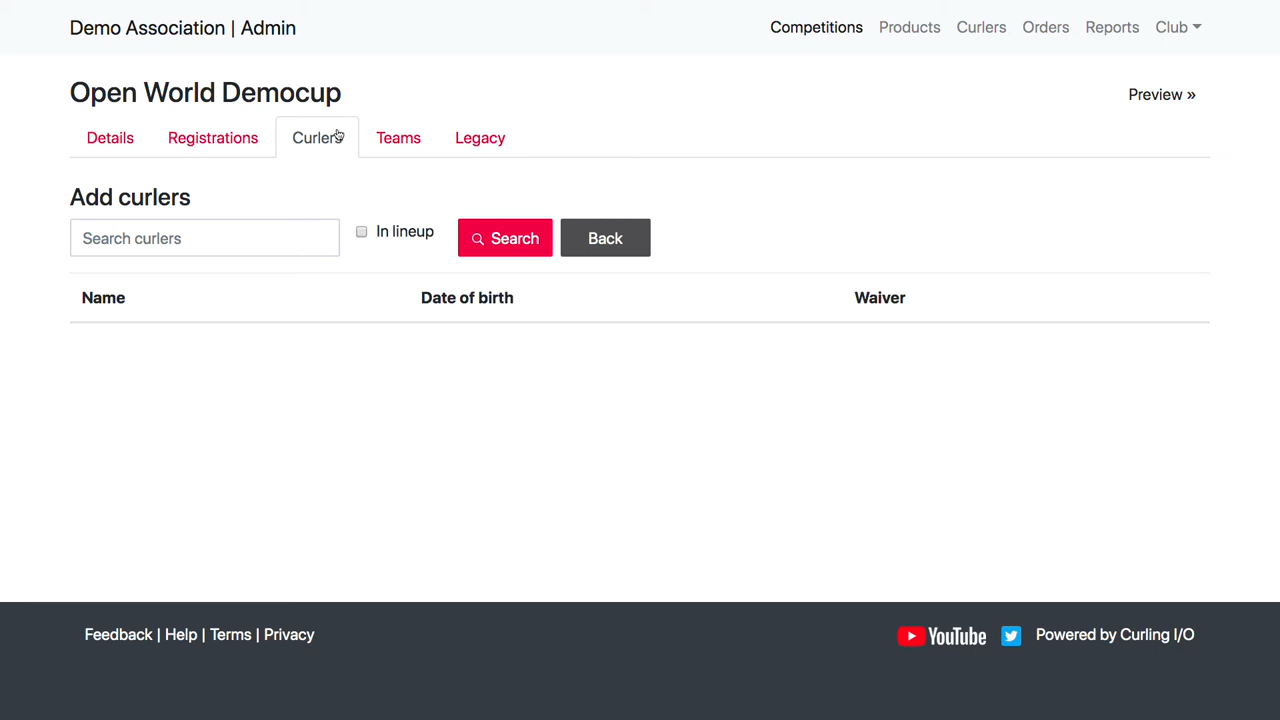 Demo Association | Admin
Competitions Products Curlers Orders Reports Club
Open World Democup
Preview »
Details Registrations Curlers Teams Legacy
Add curlers
Search curlers In lineup Search Back
Name Date of birth Waiver
Feedback | Help | Terms | Privacy
YouTube Powered by Curling I/O